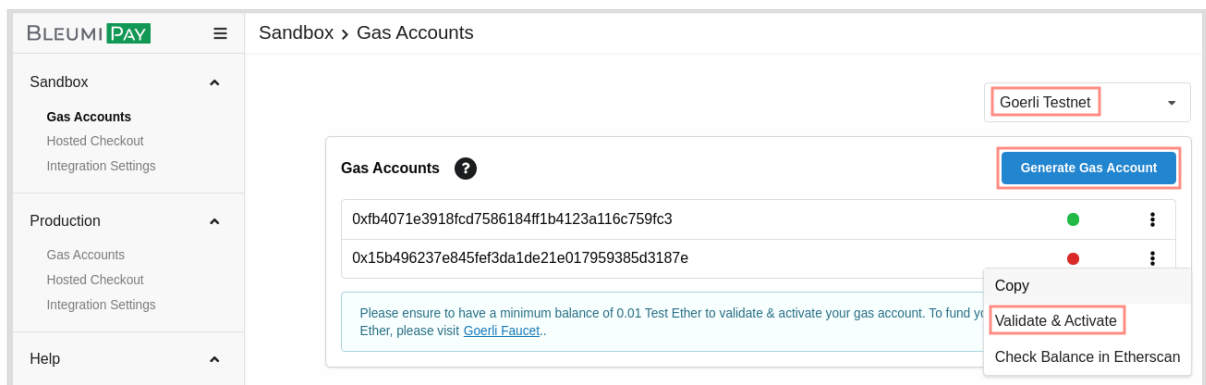 BLEUMI PAY
Sandbox › Gas Accounts
Sandbox
Gas Accounts
Hosted Checkout
Integration Settings
Production
Gas Accounts
Hosted Checkout
Integration Settings
Help
Goerli Testnet
Gas Accounts ?
Generate Gas Account
0xfb4071e3918fcd7586184ff1b4123a116c759fc3
0x15b496237e845fef3da1de21e017959385d3187e
Please ensure to have a minimum balance of 0.01 Test Ether to validate & activate your gas account. To fund
Ether, please visit Goerli Faucet..
Copy
Validate & Activate
Check Balance in Etherscan